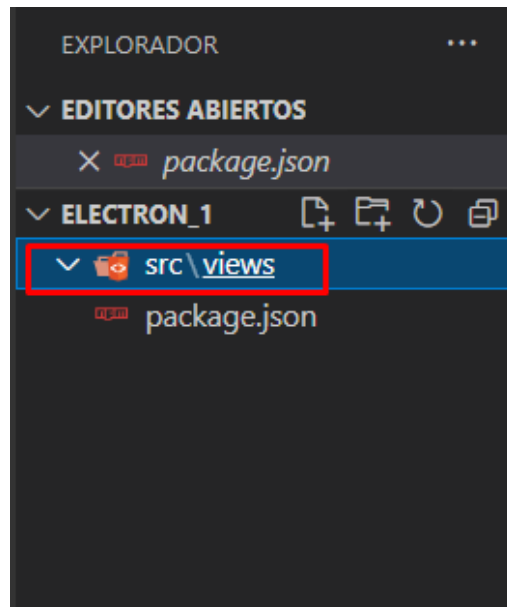 EXPLORADOR ...
EDITORES ABIERTOS
package.json
ELECTRON_1
src\views
package.json